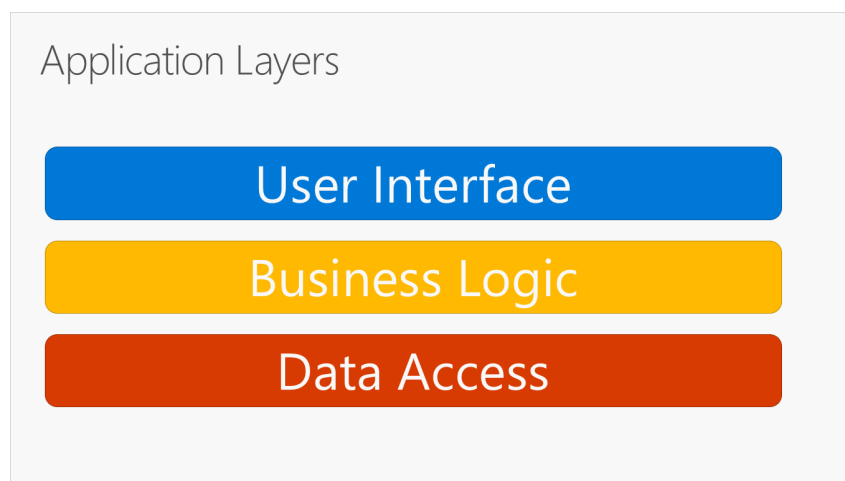 Application Layers
User Interface
Business Logic
Data Access